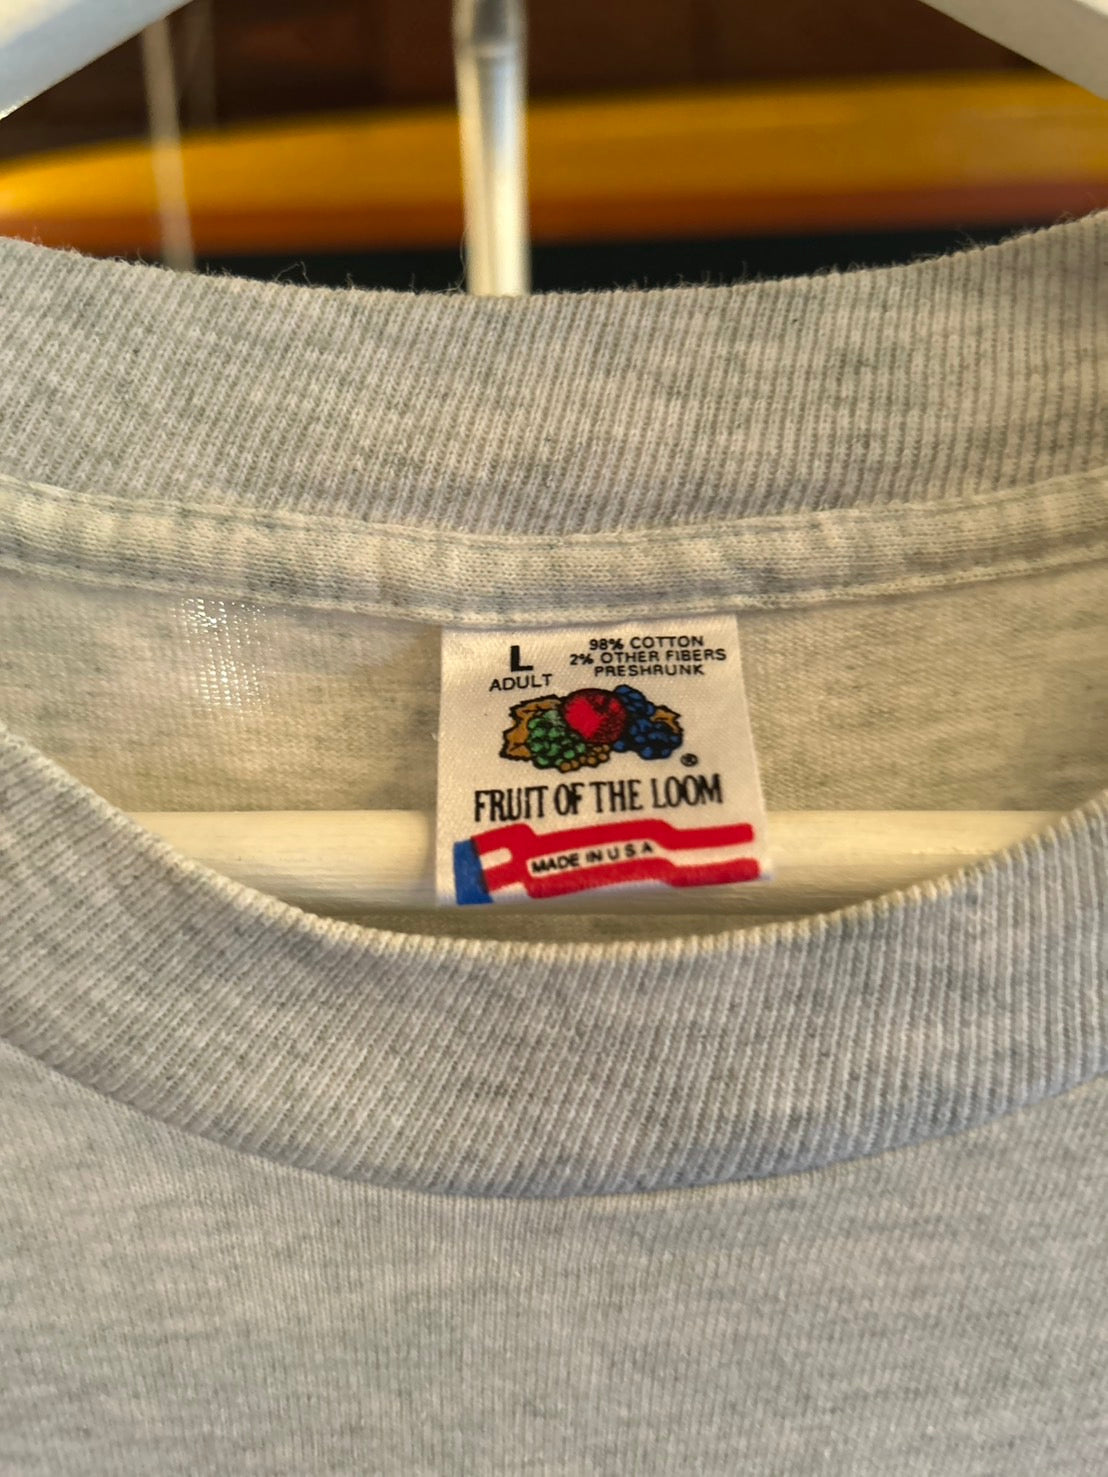 L
ADULT
98% COTTON
2% OTHER FIBERS
PRESHRUNK
®
FRUIT OF THE LOOM
MADE IN U S A